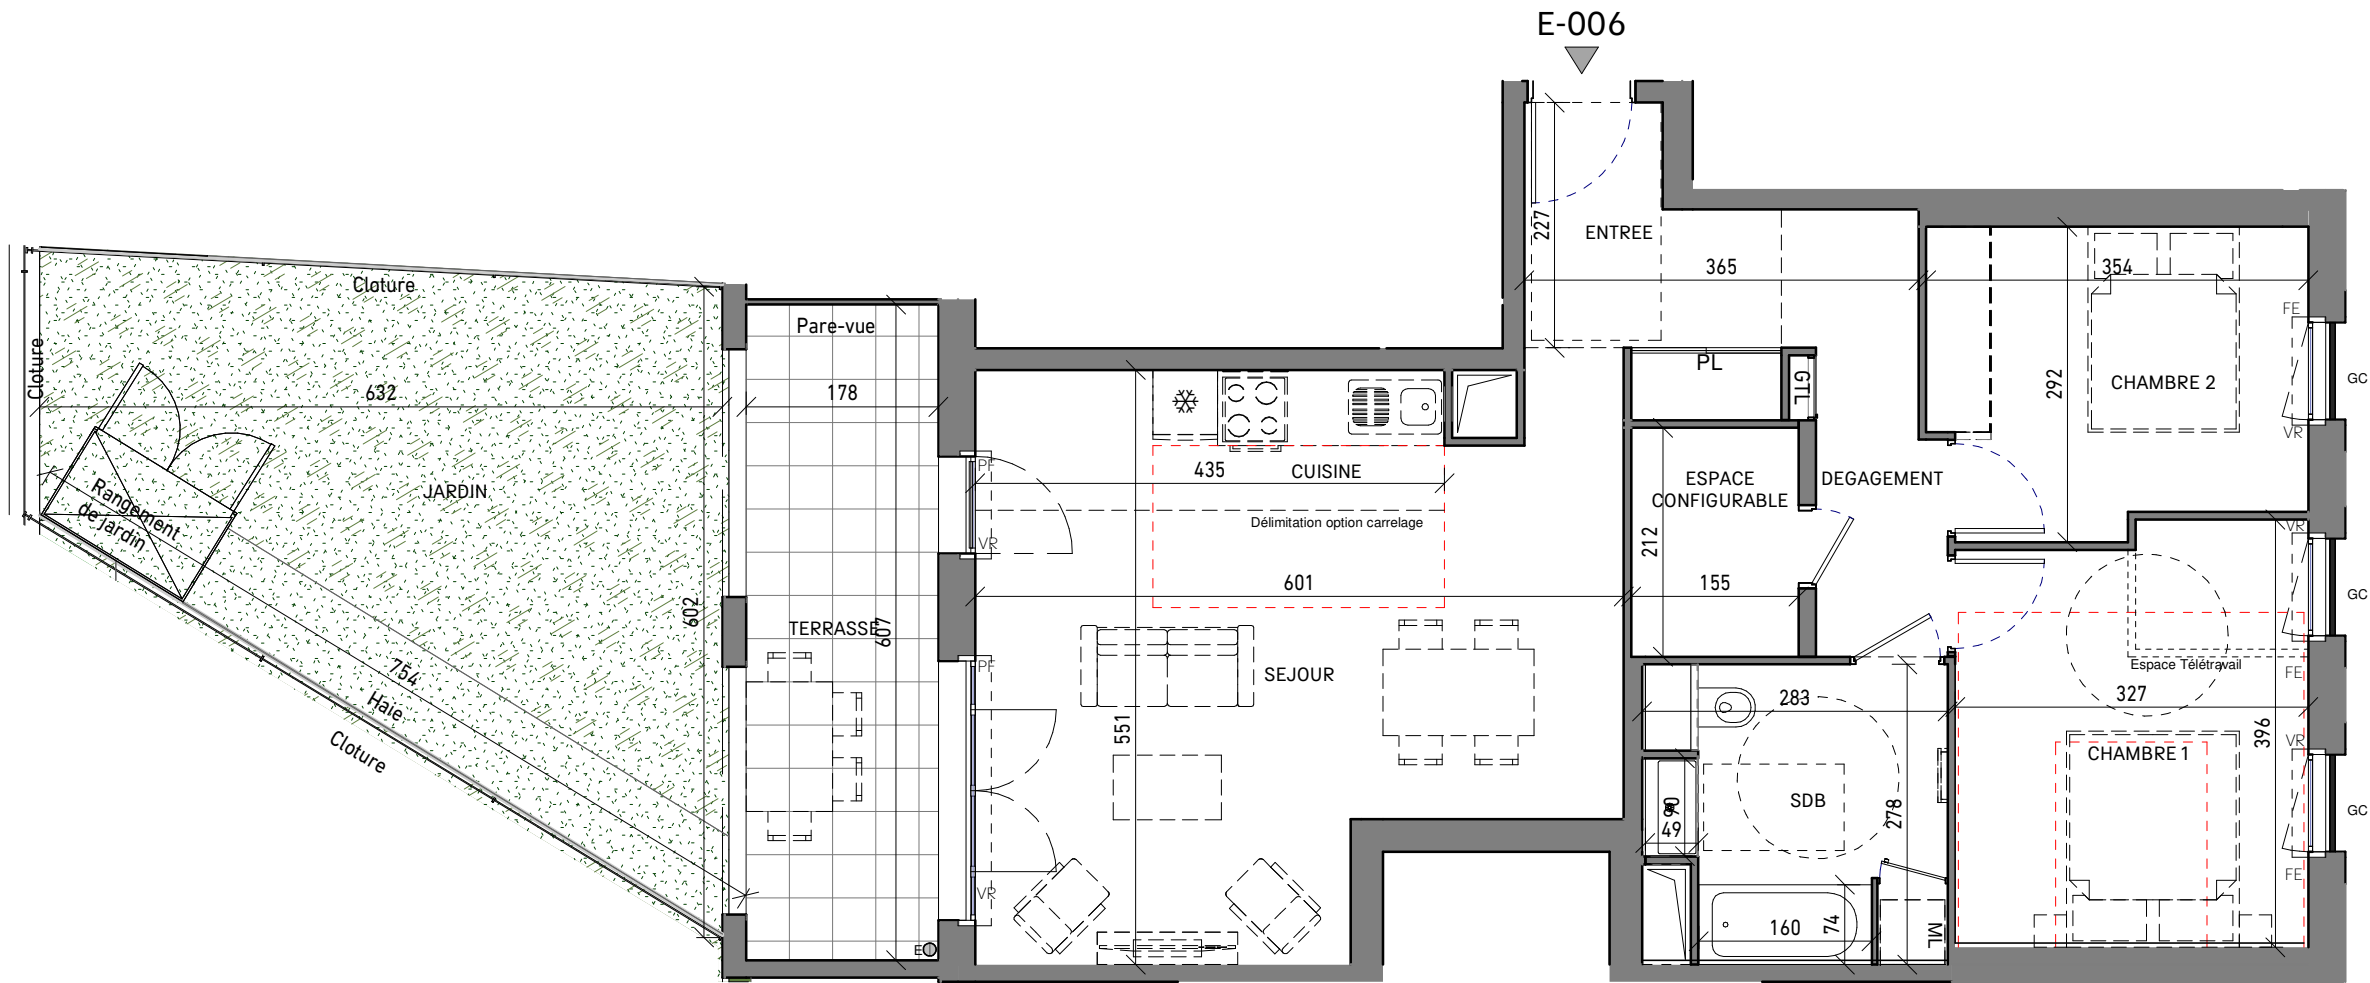 E-006
ENTREE
227
365
354
FE
GC
VR
292
CHAMBRE 2
PL
GTL
Cloture
Cloture
632
Pare-vue
178
JARDIN
Rangement
de jardin
PF
VR
435
CUISINE
Délimitation option carrelage
ESPACE
CONFIGURABLE
DEGAGEMENT
212
155
601
602
607
TERRASSE
754
Haie
Cloture
PF
VR
SEJOUR
551
EO
283
SDB
278
90
49
160
74
ML
VR
GC
FE
Espace Télétravail
327
396
CHAMBRE 1
VR
GC
FE